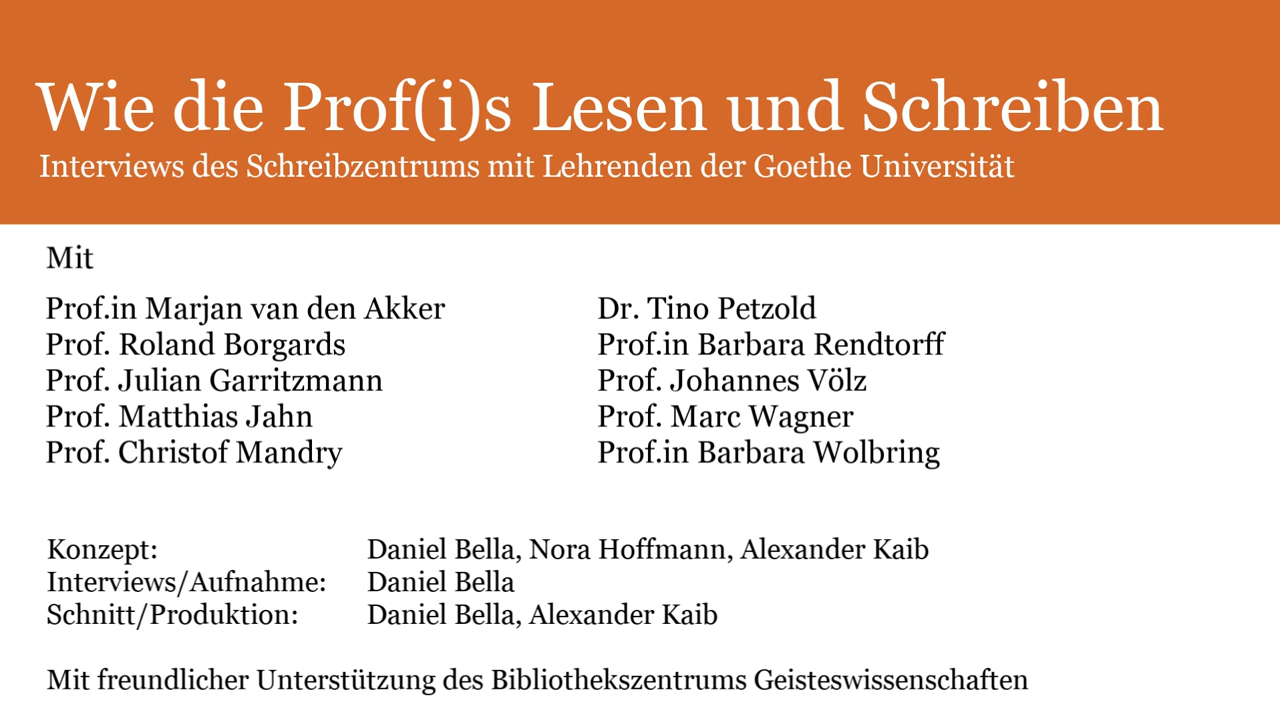 Wie die Prof(i)s Lesen und Schreiben
Interviews des Schreibzentrums mit Lehrenden der Goethe Universität
Mit
Prof.in Marjan van den Akker
Prof. Roland Borgards
Prof. Julian Garritzmann
Prof. Matthias Jahn
Prof. Christof Mandry
Dr. Tino Petzold
Prof.in Barbara Rendtorff
Prof. Johannes Völz
Prof. Marc Wagner
Prof.in Barbara Wolbring
Konzept: Daniel Bella, Nora Hoffmann, Alexander Kaib
Interviews/Aufnahme: Daniel Bella
Schnitt/Produktion: Daniel Bella, Alexander Kaib
Mit freundlicher Unterstützung des Bibliothekszentrums Geisteswissenschaften